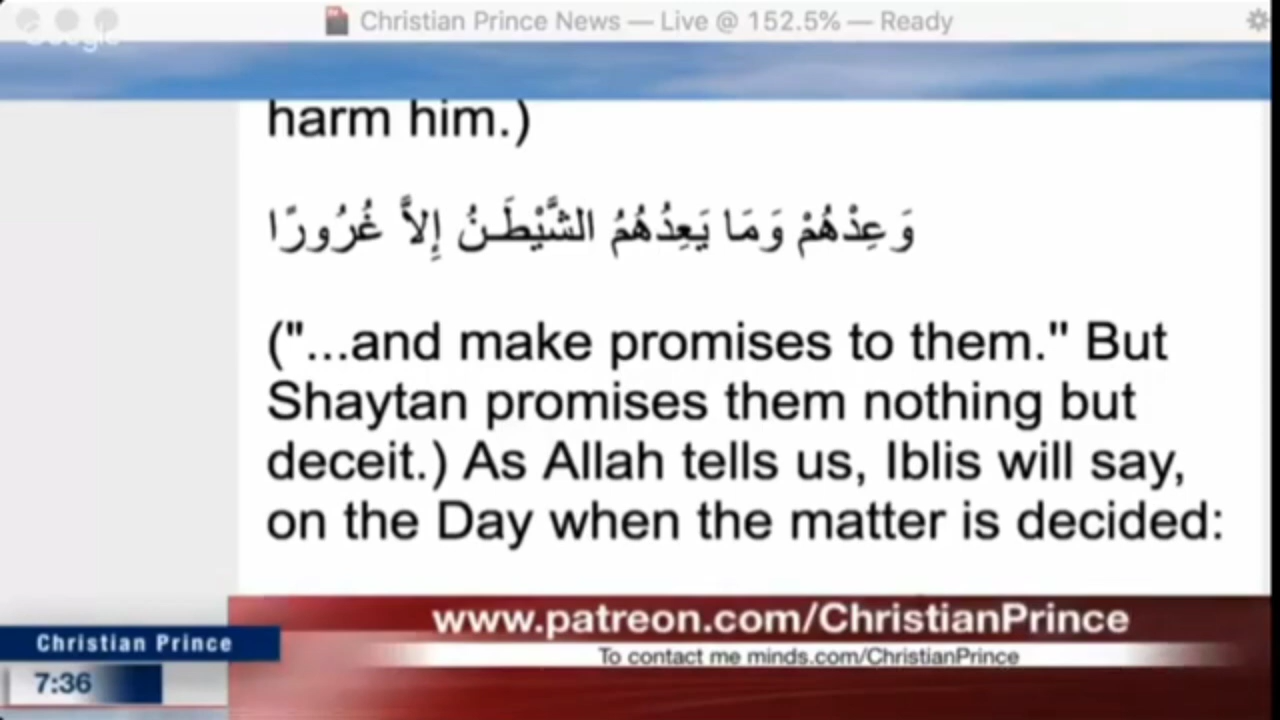 Christian Prince News — Live @ 152.5% — Ready
Google
harm him.)
وَعِدْهُمْ وَمَا يَعِدُهُمُ الشَّيْطَـنُ إِلاَّ غُرُورًا
("...and make promises to them." But
Shaytan promises them nothing but
deceit.) As Allah tells us, Iblis will say,
on the Day when the matter is decided:
www.patreon.com/ChristianPrince
To contact me minds.com/ChristianPrince
Christian Prince
7:36